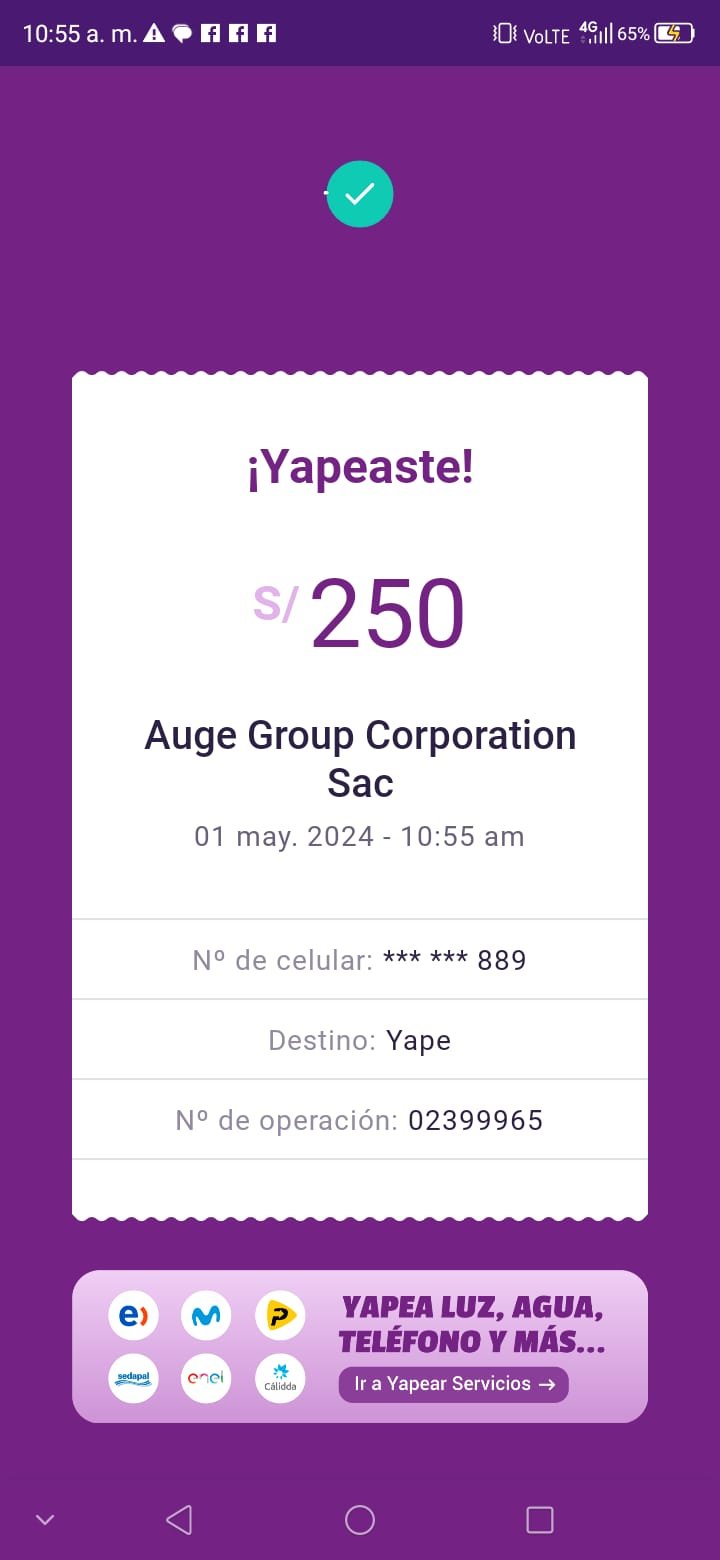 10:55 a. m.
VoLTE 4G 65%
¡Yapeaste!
S/ 250
Auge Group Corporation
Sac
01 may. 2024 - 10:55 am
Nº de celular: *** *** 889
Destino: Yape
Nº de operación: 02399965
YAPEA LUZ, AGUA,
TELÉFONO Y MÁS...
sedapal enel Cálidda
Ir a Yapear Servicios →